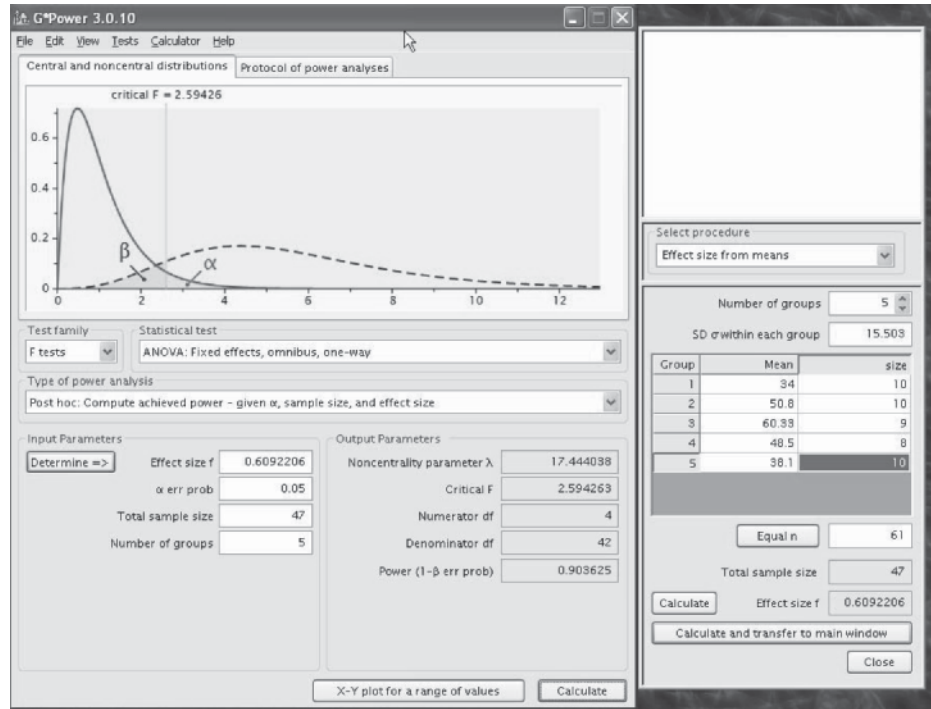 G*Power 3.0.10
File Edit View Tests Calculator Help
Central and noncentral distributions Protocol of power analyses
critical F = 2.59426
0.6
0.4
0.2
0
β
α
0 2 4 6 8 10 12
Test family
F tests
Statistical test
ANOVA: Fixed effects, omnibus, one-way
Type of power analysis
Post hoc: Compute achieved power – given α, sample size, and effect size
Input Parameters
Determine =>
Effect size f 0.6092206
α err prob 0.05
Total sample size 47
Number of groups 5
Output Parameters
Noncentrality parameter λ 17.444038
Critical F 2.594263
Numerator df 4
Denominator df 42
Power (1-β err prob) 0.903625
X-Y plot for a range of values Calculate
Select procedure
Effect size from means
Number of groups 5
SD σ within each group 15.503
Group Mean size
1 34 10
2 50.8 10
3 60.33 9
4 48.5 8
5 38.1 10
Equal n 61
Total sample size 47
Calculate Effect size f 0.6092206
Calculate and transfer to main window
Close